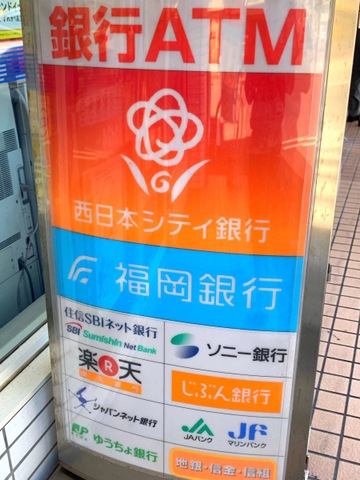 銀行ATM
西日本シティ銀行
福岡銀行
住信SBIネット銀行
SBI Sumishin Net Bank
ソニー銀行
楽R天
じぶん銀行
ジャパンネット銀行
JAバンク
JF
マリンバンク
ゆうちょ銀行
地銀・信金・信組